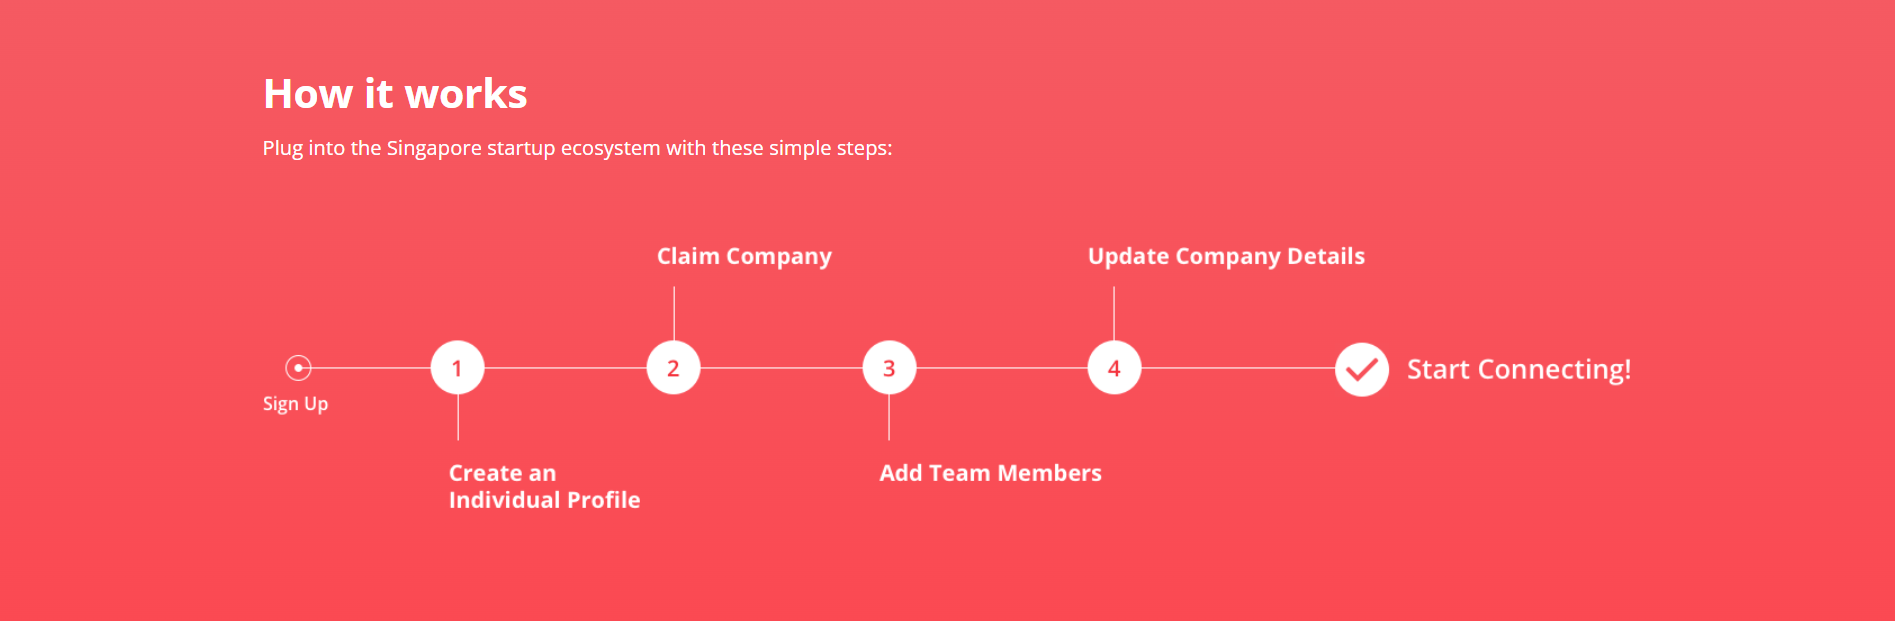 How it works
Plug into the Singapore startup ecosystem with these simple steps:
Sign Up
1
Create an
Individual Profile
2
Claim Company
3
Add Team Members
4
Update Company Details
Start Connecting!